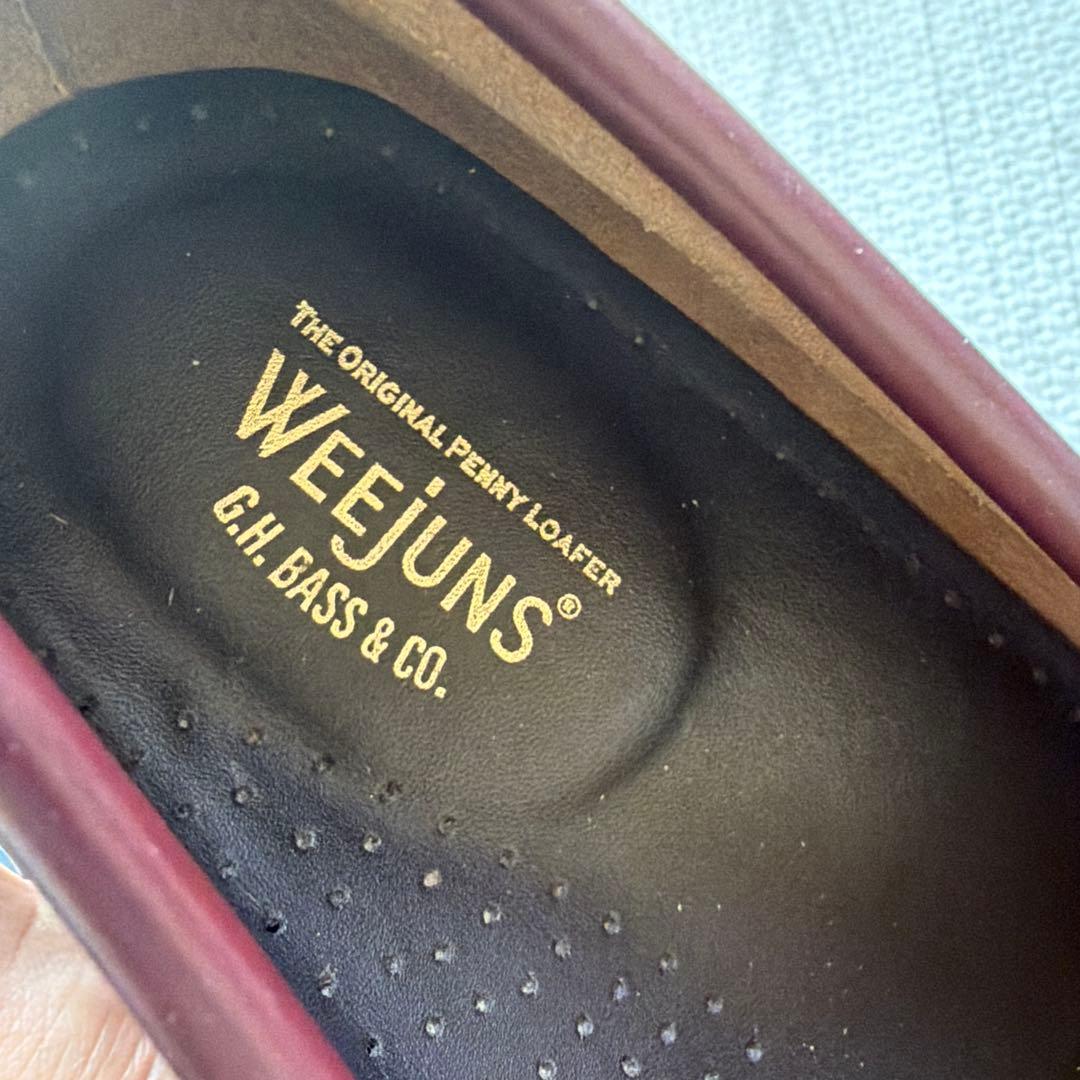 THE ORIGINAL PENNY LOAFER
WEEjUNS®
G.H. BASS & CO.